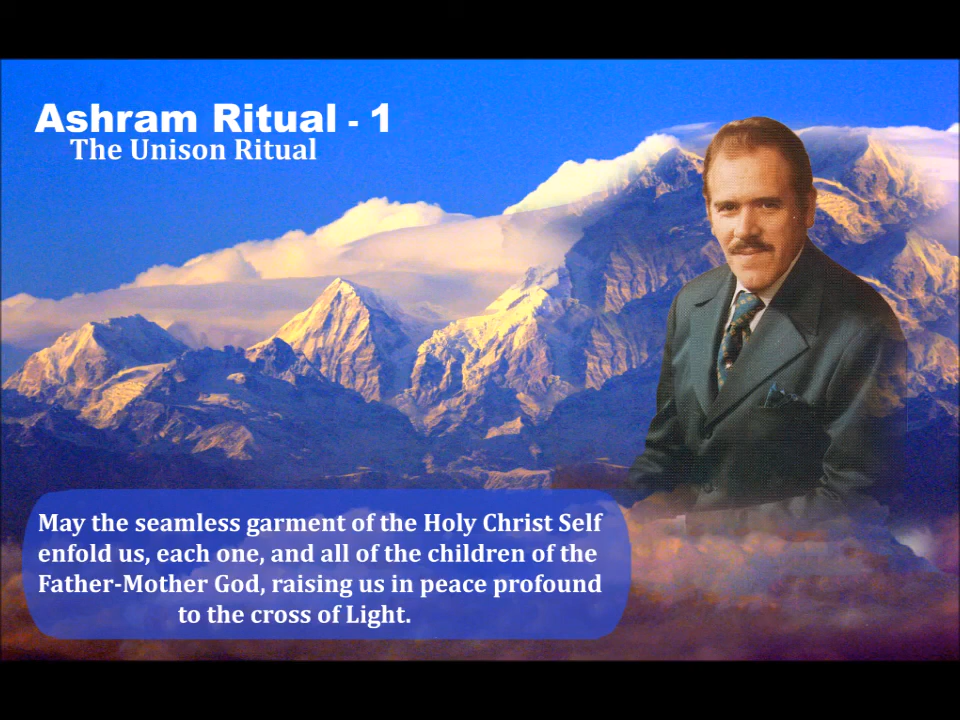 Ashram Ritual - 1
The Unison Ritual
May the seamless garment of the Holy Christ Self
enfold us, each one, and all of the children of the
Father-Mother God, raising us in peace profound
to the cross of Light.